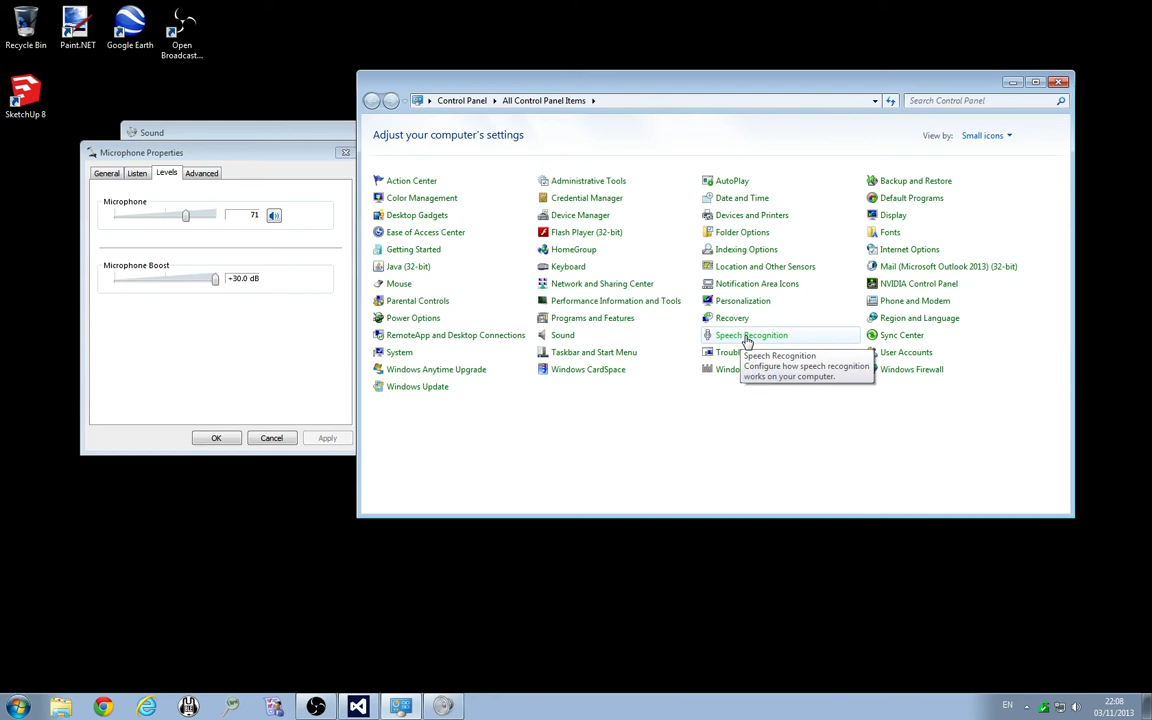 Recycle Bin
Paint.NET
Google Earth
Open
Broadcast...
SketchUp 8
Sound
Microphone Properties
General
Listen
Levels
Advanced
Microphone
71
Microphone Boost
+30.0 dB
OK
Cancel
Apply
Control Panel
All Control Panel Items
Search Control Panel
Adjust your computer's settings
View by:
Small icons
Action Center
Administrative Tools
AutoPlay
Backup and Restore
Color Management
Credential Manager
Date and Time
Default Programs
Desktop Gadgets
Device Manager
Devices and Printers
Display
Ease of Access Center
Flash Player (32-bit)
Folder Options
Fonts
Getting Started
HomeGroup
Indexing Options
Internet Options
Java (32-bit)
Keyboard
Location and Other Sensors
Mail (Microsoft Outlook 2013) (32-bit)
Mouse
Network and Sharing Center
Notification Area Icons
NVIDIA Control Panel
Parental Controls
Performance Information and Tools
Personalization
Phone and Modem
Power Options
Programs and Features
Recovery
Region and Language
RemoteApp and Desktop Connections
Sound
Speech Recognition
Sync Center
System
Taskbar and Start Menu
Troubl
User Accounts
Windows Anytime Upgrade
Windows CardSpace
Windo
Windows Firewall
Windows Update
Speech Recognition
Configure how speech recognition
works on your computer.
EN
22:08
03/11/2013